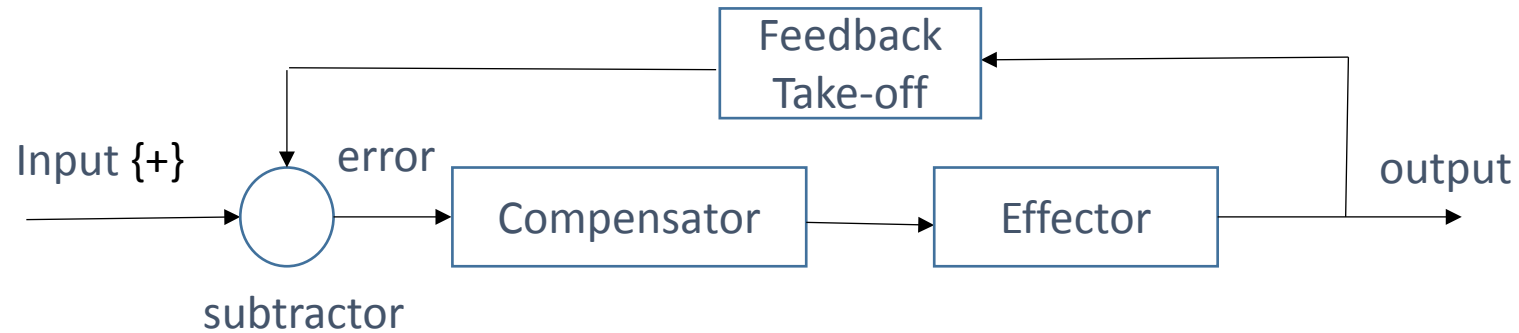 Feedback
Take-off
Input {+}
error
output
Compensator
Effector
subtractor